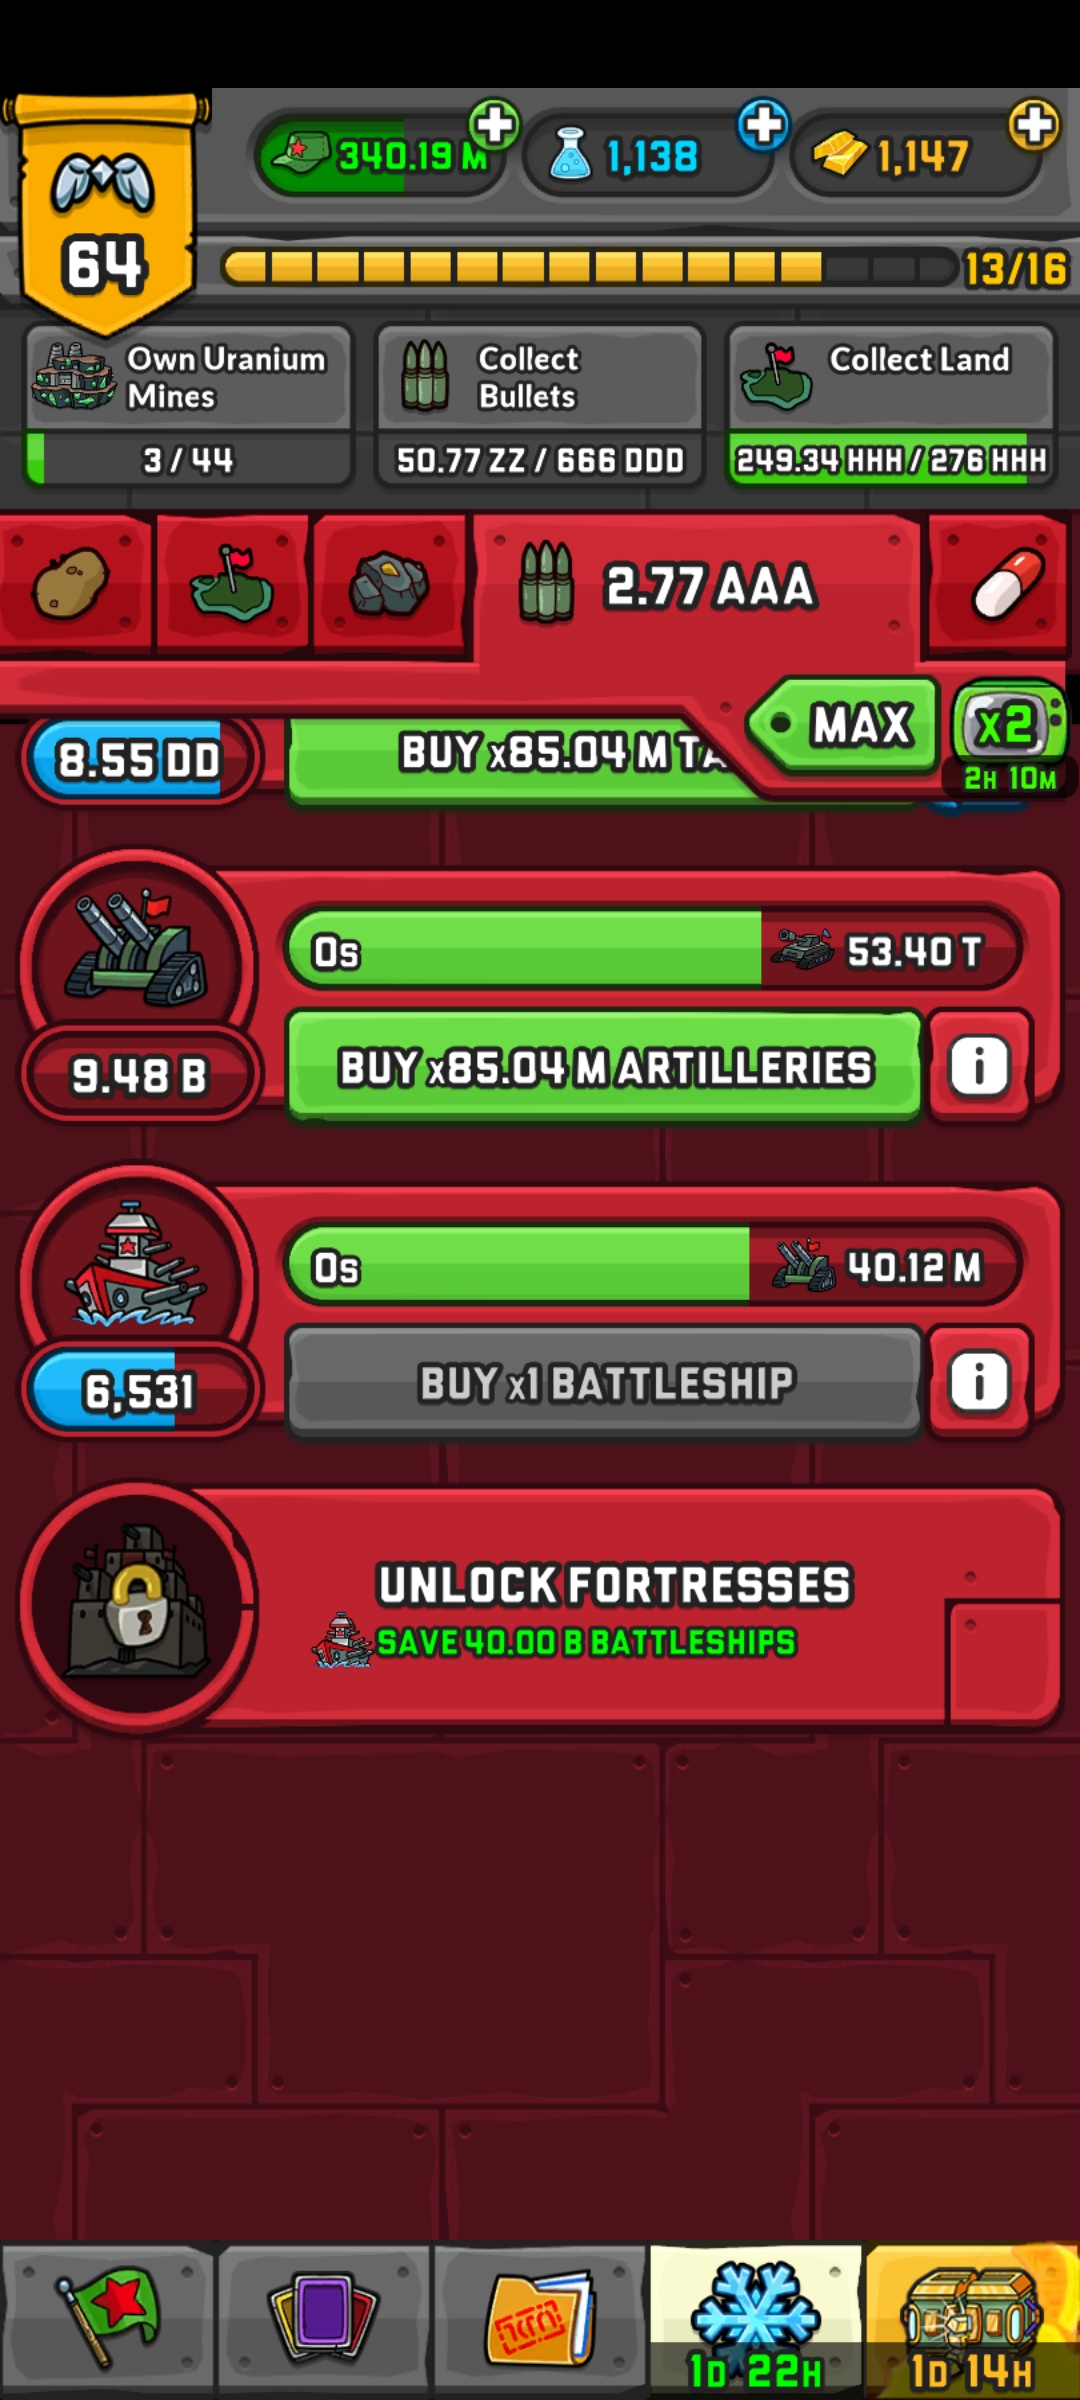 340.19 M
1,138
1,147
64
13/16
Own Uranium
Mines
3 / 44
Collect
Bullets
50.77 ZZ / 666 DDD
Collect Land
249.34 HHH / 276 HHH
2.77 AAA
MAX
x2
2H 10M
8.55 DD
BUY x85.04 M TA
0s
53.40 T
9.48 B
BUY x85.04 M ARTILLERIES
i
0s
40.12 M
6,531
BUY x1 BATTLESHIP
i
UNLOCK FORTRESSES
SAVE 40.00 B BATTLESHIPS
1D 22H
1D 14H